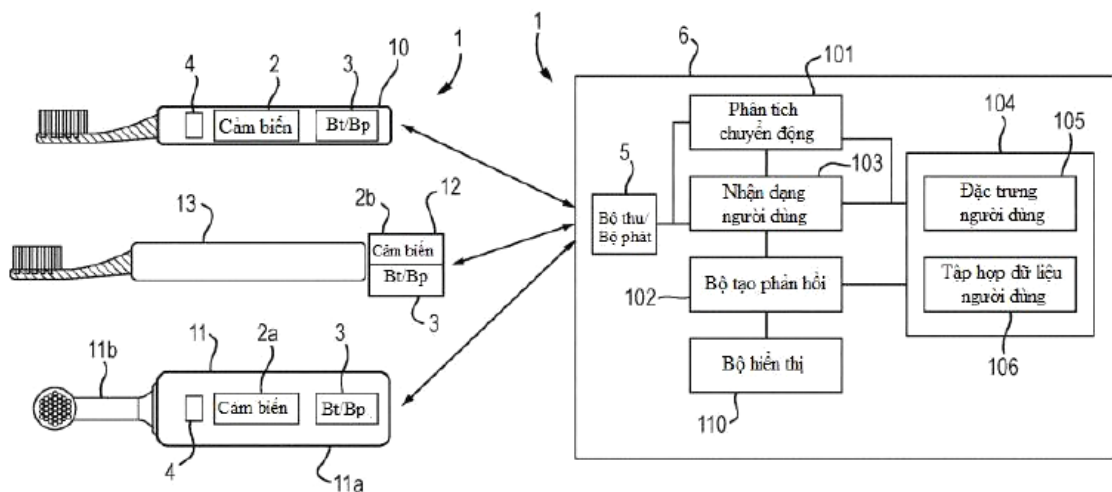 1
1
6
101
4
2
3
10
Cảm biến
Bt/Bp
Phân tích
chuyển động
103
104
105
5
Bộ thu/
Bộ phát
Nhận dạng
người dùng
Đặc trưng
người dùng
13
2b
12
Cảm biến
Bt/Bp
3
102
Bộ tạo phản hồi
Tập hợp dữ liệu
người dùng
106
11b
11
2a
3
Cảm biến
Bt/Bp
4
11a
Bộ hiển thị
110